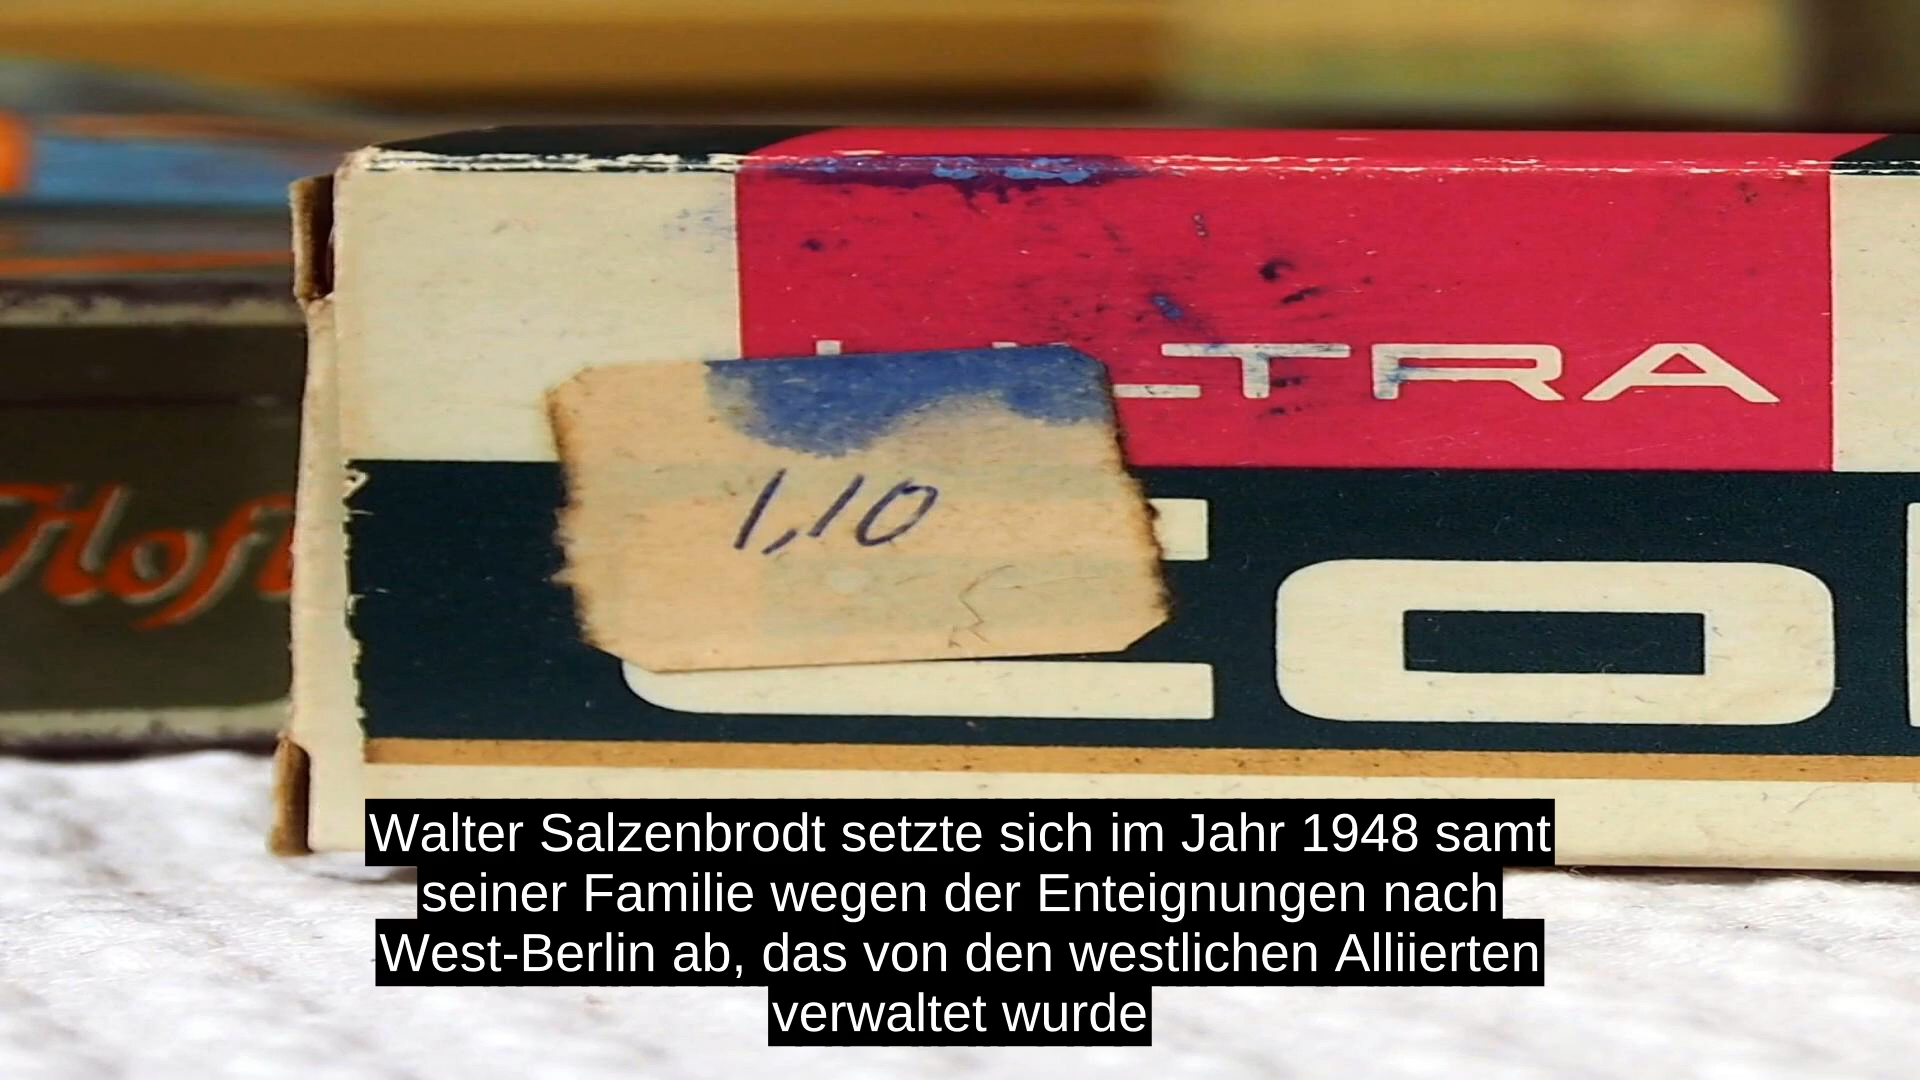 LTRA
1,10
Walter Salzenbrodt setzte sich im Jahr 1948 samt
seiner Familie wegen der Enteignungen nach
West-Berlin ab, das von den westlichen Alliierten
verwaltet wurde